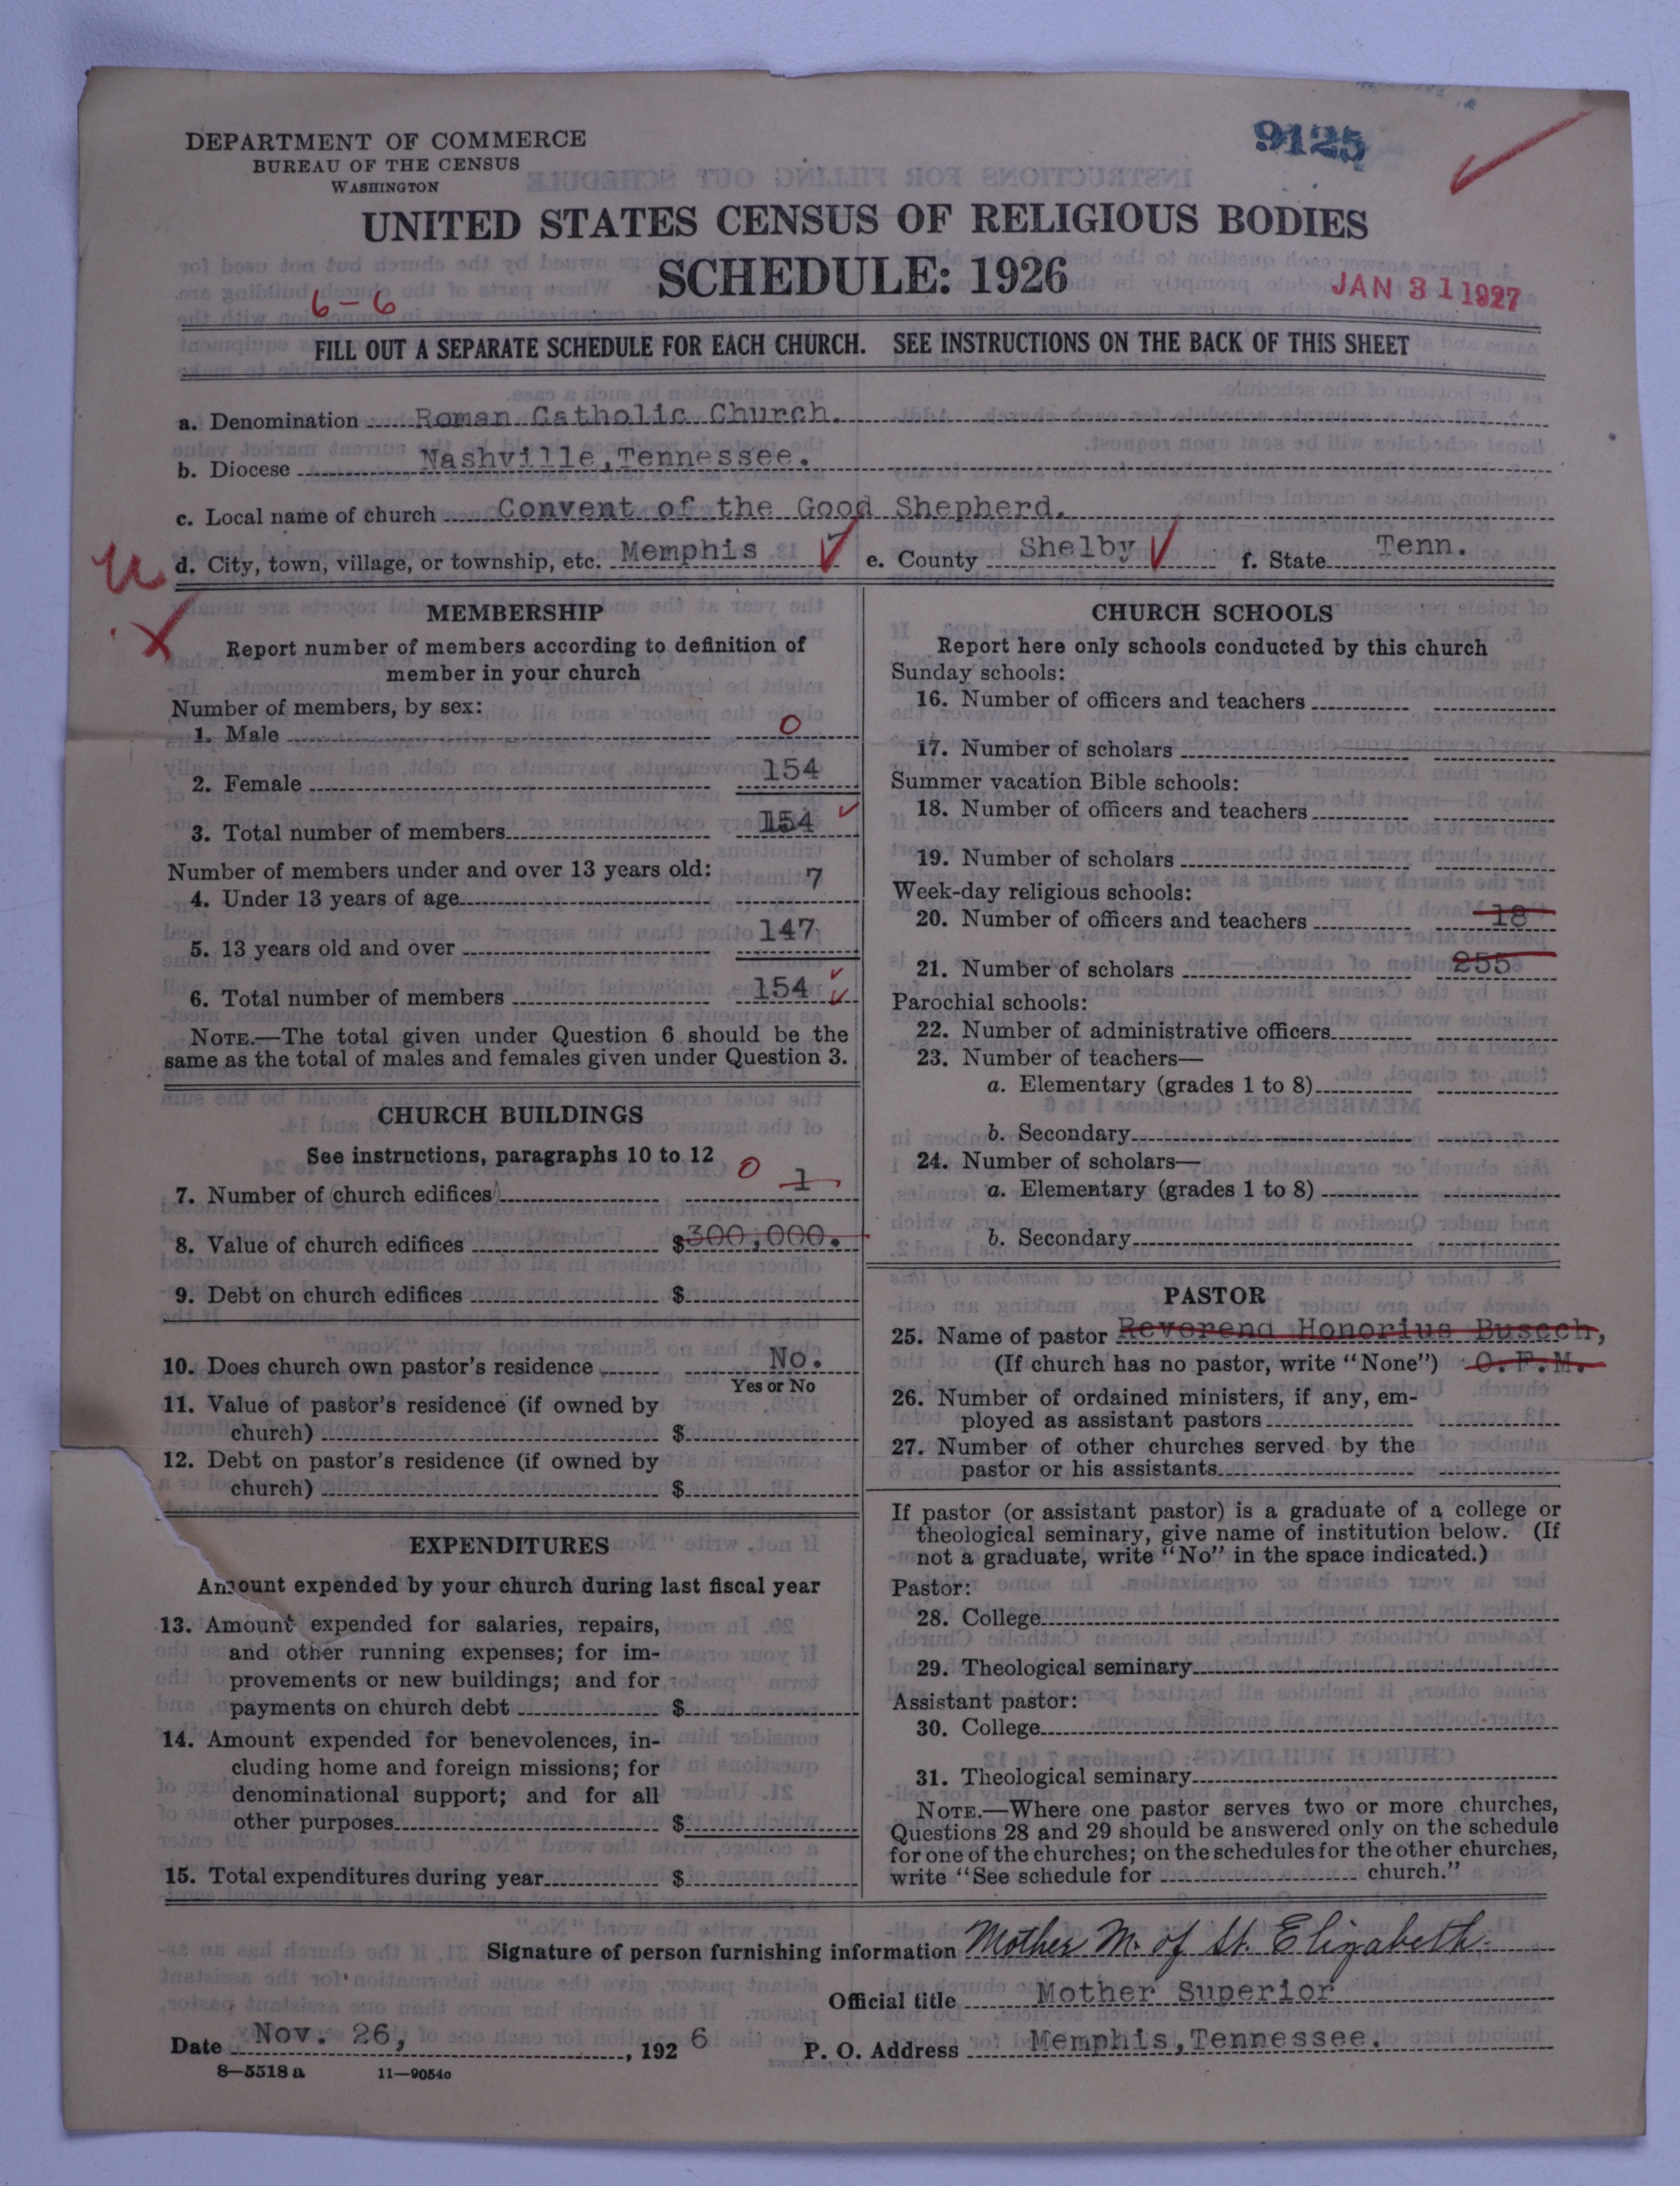 9125
DEPARTMENT OF COMMERCE
BUREAU OF THE CENSUS
WASHINGTON
UNITED STATES CENSUS OF RELIGIOUS BODIES
SCHEDULE: 1926
JAN 31 1927
6-6
FILL OUT A SEPARATE SCHEDULE FOR EACH CHURCH. SEE INSTRUCTIONS ON THE BACK OF THIS SHEET
a. Denomination Roman Catholic Church.
b. Diocese Nashville, Tennessee.
c. Local name of church Convent of the Good Shepherd.
d. City, town, village, or township, etc. Memphis e. County Shelby f. State Tenn.
MEMBERSHIP
Report number of members according to definition of
member in your church
Number of members, by sex:
1. Male 0
2. Female 154
3. Total number of members 154
Number of members under and over 13 years old:
4. Under 13 years of age 7
5. 13 years old and over 147
6. Total number of members 154
NOTE.—The total given under Question 6 should be the
same as the total of males and females given under Question 3.
CHURCH BUILDINGS
See instructions, paragraphs 10 to 12
7. Number of church edifices 0 1
8. Value of church edifices $300,000.
9. Debt on church edifices $
10. Does church own pastor's residence No.
Yes or No
11. Value of pastor's residence (if owned by
church) $
12. Debt on pastor's residence (if owned by
church) $
EXPENDITURES
Amount expended by your church during last fiscal year
13. Amount expended for salaries, repairs,
and other running expenses; for im-
provements or new buildings; and for
payments on church debt $
14. Amount expended for benevolences, in-
cluding home and foreign missions; for
denominational support; and for all
other purposes $
15. Total expenditures during year $
CHURCH SCHOOLS
Report here only schools conducted by this church
Sunday schools:
16. Number of officers and teachers
17. Number of scholars
Summer vacation Bible schools:
18. Number of officers and teachers
19. Number of scholars
Week-day religious schools:
20. Number of officers and teachers 18
21. Number of scholars 255
Parochial schools:
22. Number of administrative officers
23. Number of teachers—
a. Elementary (grades 1 to 8)
b. Secondary
24. Number of scholars—
a. Elementary (grades 1 to 8)
b. Secondary
PASTOR
25. Name of pastor Reverend Honorius Busech,
(If church has no pastor, write "None") O.F.M.
26. Number of ordained ministers, if any, em-
ployed as assistant pastors
27. Number of other churches served by the
pastor or his assistants
If pastor (or assistant pastor) is a graduate of a college or
theological seminary, give name of institution below. (If
not a graduate, write "No" in the space indicated.)
Pastor:
28. College
29. Theological seminary
Assistant pastor:
30. College
31. Theological seminary
NOTE.—Where one pastor serves two or more churches,
Questions 28 and 29 should be answered only on the schedule
for one of the churches; on the schedules for the other churches,
write "See schedule for church."
Signature of person furnishing information Mother M. of St. Elizabeth.
Official title Mother Superior
Date Nov. 26, , 1926 P. O. Address Memphis, Tennessee.
8—5518 a 11—9054c